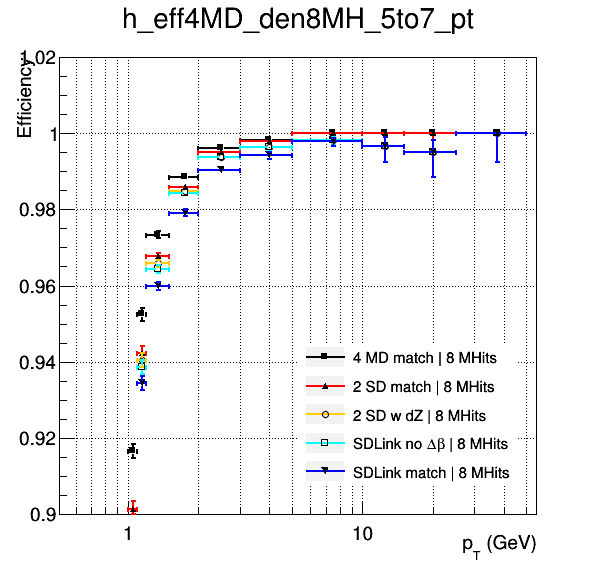 h_eff4MD_den8MH_5to7_pt
Efficiency
1.02
1
0.98
0.96
0.94
0.92
0.9
4 MD match | 8 MHits
2 SD match | 8 MHits
2 SD w dZ | 8 MHits
SDLink no Δβ | 8 MHits
SDLink match | 8 MHits
1
10
p_T (GeV)